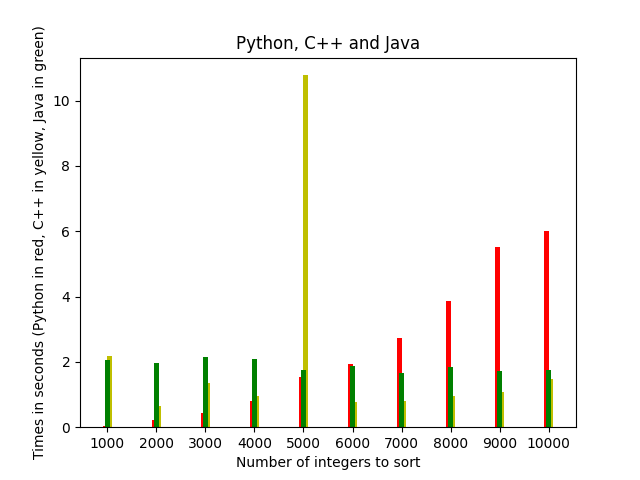 Python, C++ and Java
Times in seconds (Python in red, C++ in yellow, Java in green)
10
8
6
4
2
0
1000 2000 3000 4000 5000 6000 7000 8000 9000 10000
Number of integers to sort